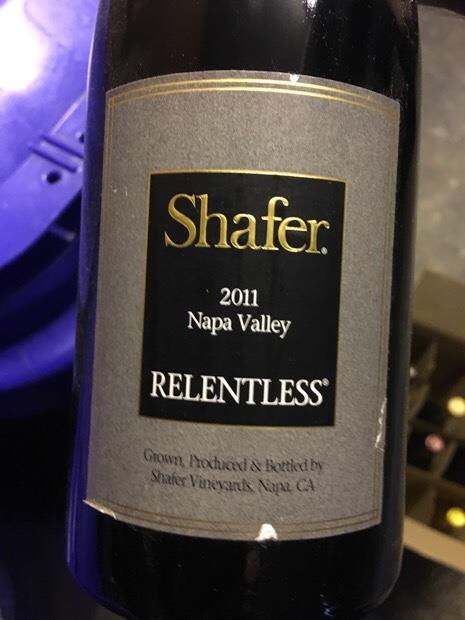 Shafer®
2011
Napa Valley
RELENTLESS®
Grown, Produced & Bottled by
Shafer Vineyards, Napa, CA